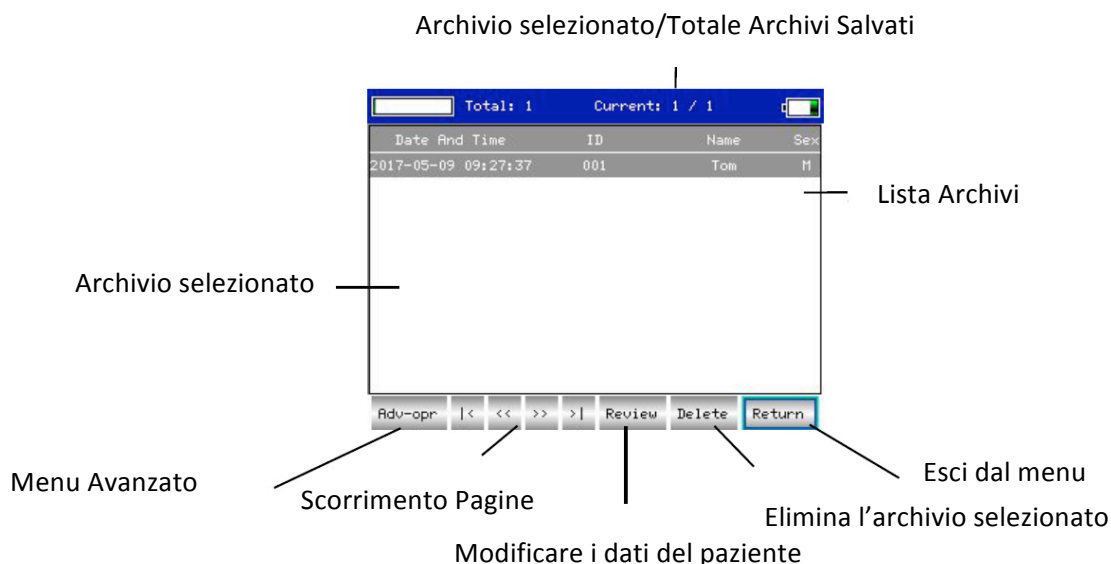 Archivio selezionato/Totale Archivi Salvati
Total: 1 Current: 1 / 1
Date And Time ID Name Sex
2017-05-09 09:27:37 001 Tom M
Lista Archivi
Archivio selezionato
Adv-opr |< << >> >| Review Delete Return
Menu Avanzato
Scorrimento Pagine
Esci dal menu
Elimina l’archivio selezionato
Modificare i dati del paziente